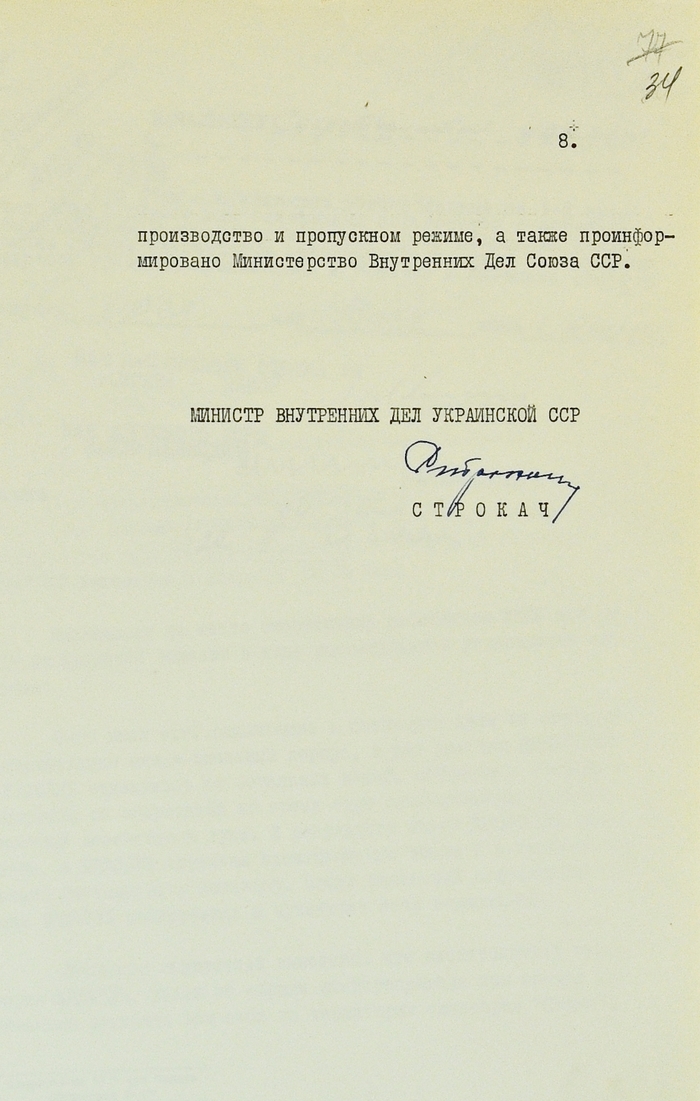 77
34
8.
производство и пропускном режиме, а также проинфор-
мировано Министерство Внутренних Дел Союза ССР.
МИНИСТР ВНУТРЕННИХ ДЕЛ УКРАИНСКОЙ ССР
СТРОКАЧ